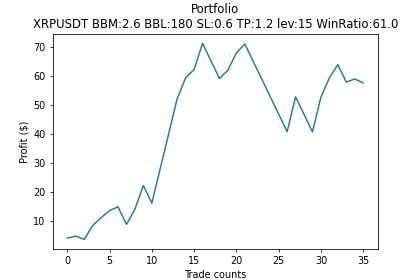 Portfolio
XRPUSDT BBM:2.6 BBL:180 SL:0.6 TP:1.2 lev:15 WinRatio:61.0
70
60
50
40
30
20
10
Profit ($)
0 5 10 15 20 25 30 35
Trade counts